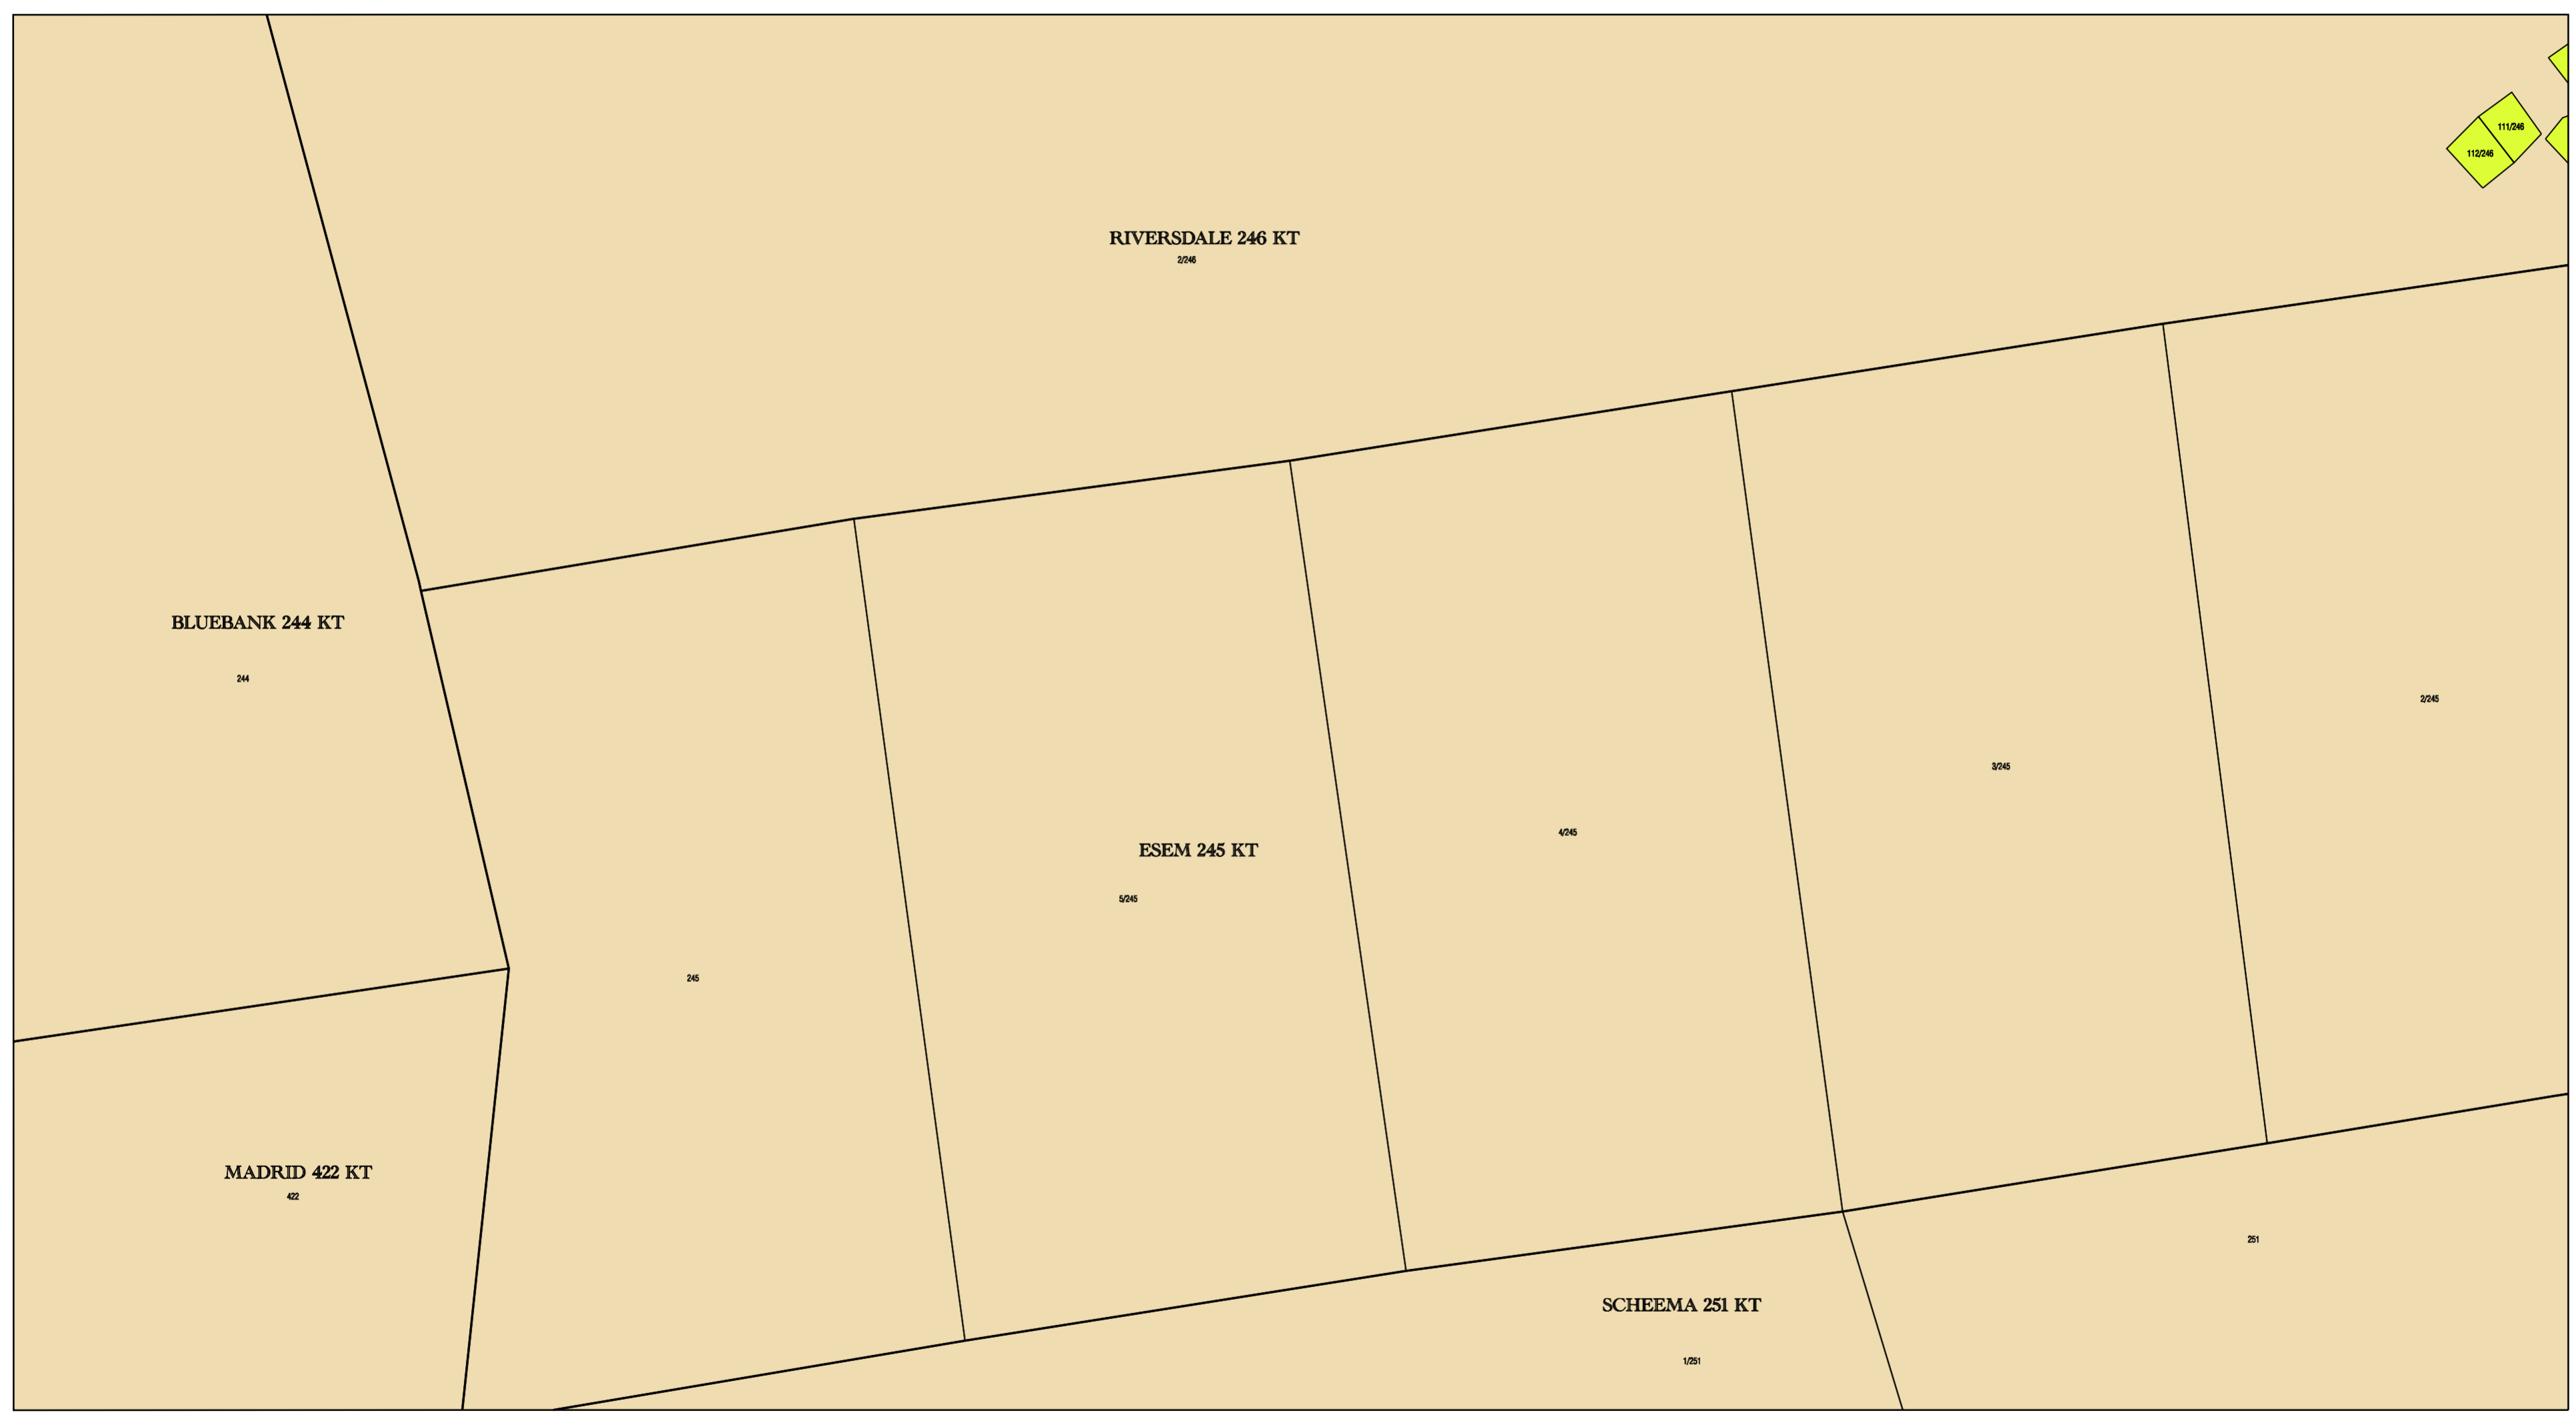 111/246
112/246
RIVERSDALE 246 KT
2/246
BLUEBANK 244 KT
244
2/245
3/245
4/245
ESEM 245 KT
5/245
245
MADRID 422 KT
422
251
SCHEEMA 251 KT
1/251